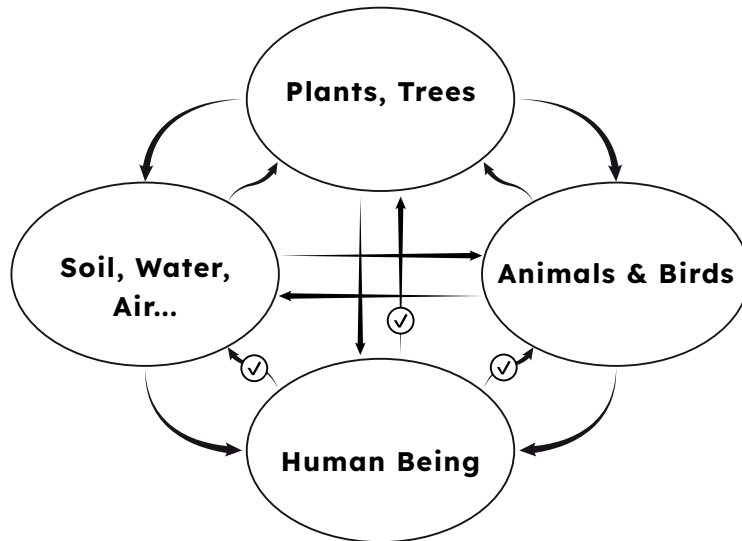 Plants, Trees
Soil, Water,
Air...
Animals & Birds
Human Being